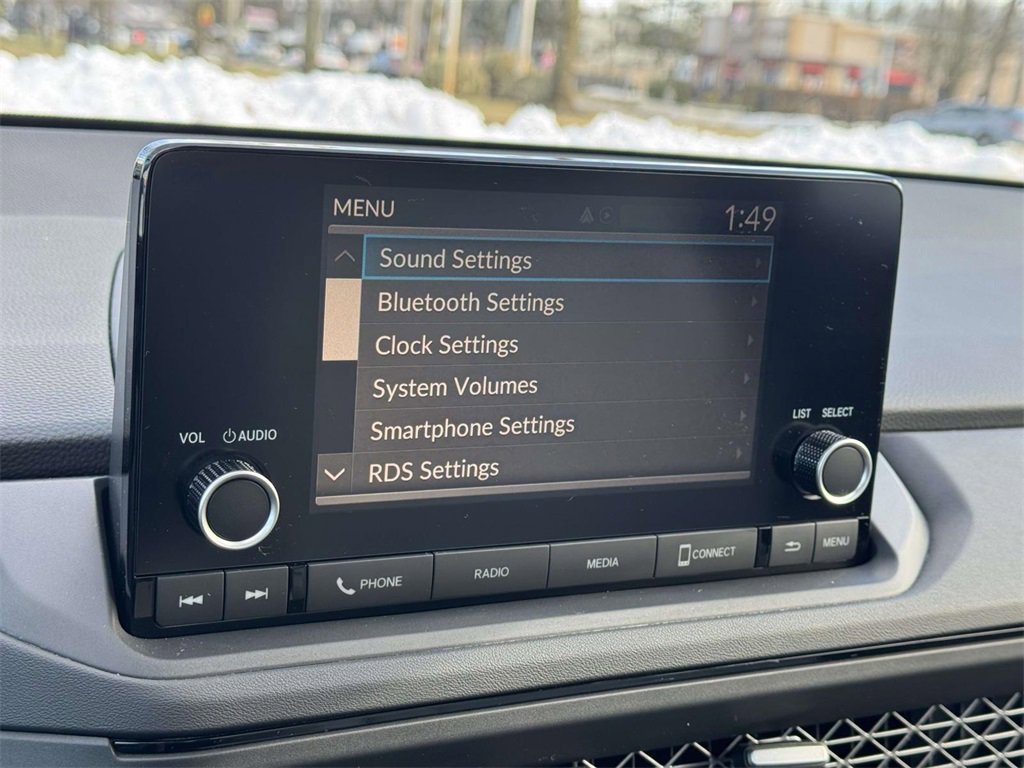 MENU 1:49
Sound Settings
Bluetooth Settings
Clock Settings
System Volumes
Smartphone Settings
RDS Settings
VOL AUDIO
LIST SELECT
PHONE RADIO MEDIA CONNECT MENU